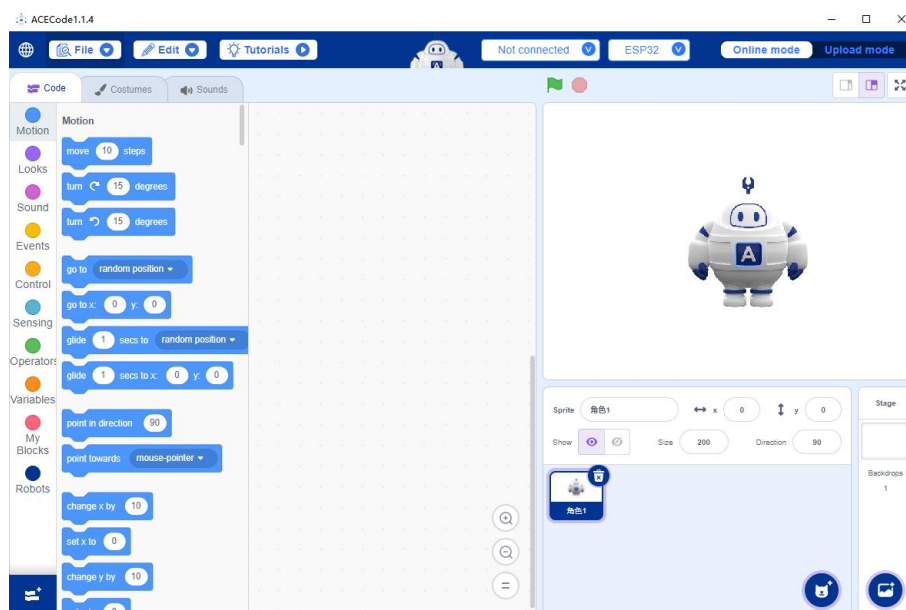 ACECode1.1.4
File Edit Tutorials Not connected ESP32 Online mode Upload mode
Code Costumes Sounds
Motion
Looks
Sound
Events
Control
Sensing
Operators
Variables
My
Blocks
Robots
Motion
move 10 steps
turn 15 degrees
turn 15 degrees
go to random position
go to x: 0 y: 0
glide 1 secs to random position
glide 1 secs to x: 0 y: 0
point in direction 90
point towards mouse-pointer
change x by 10
set x to 0
change y by 10
A
A
Sprite 角色1 x 0 y 0
Show Size 200 Direction 90
角色1
Stage
Backdrops
1